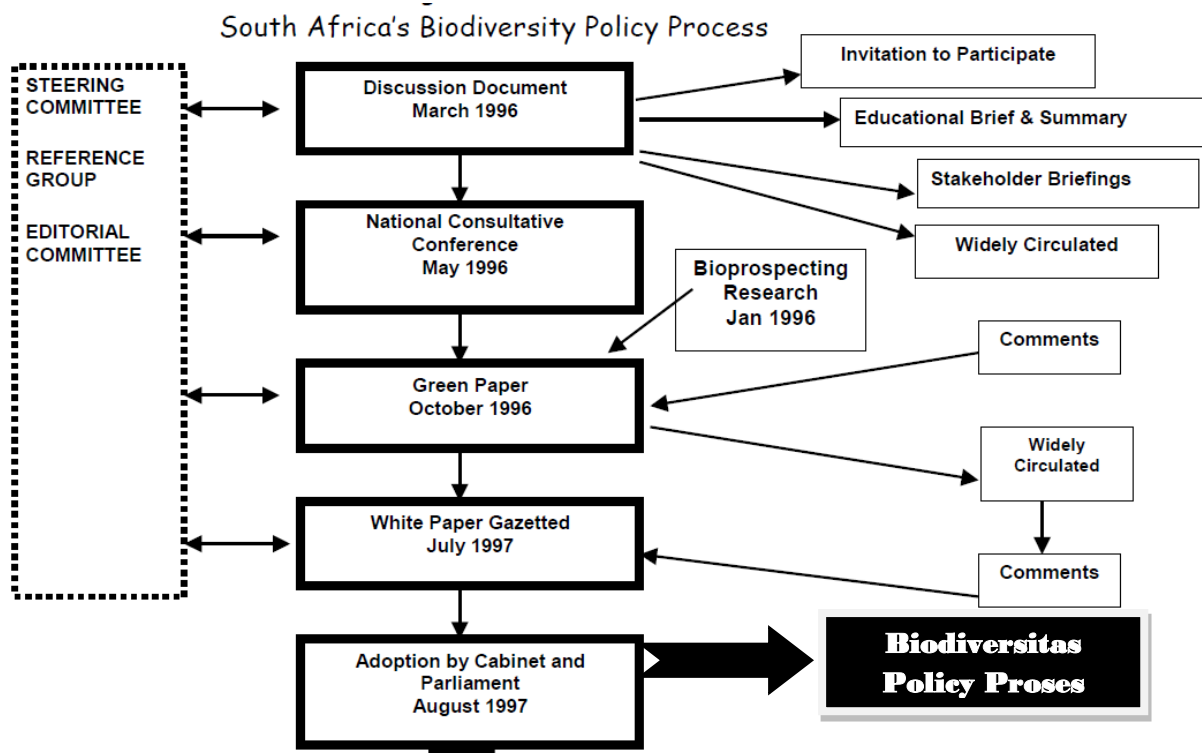 South Africa's Biodiversity Policy Process
STEERING
COMMITTEE
REFERENCE
GROUP
EDITORIAL
COMMITTEE
Discussion Document
March 1996
Invitation to Participate
Educational Brief & Summary
Stakeholder Briefings
Widely Circulated
National Consultative
Conference
May 1996
Bioprospecting
Research
Jan 1996
Comments
Green Paper
October 1996
Widely
Circulated
White Paper Gazetted
July 1997
Comments
Adoption by Cabinet and
Parliament
August 1997
Biodiversitas
Policy Proses